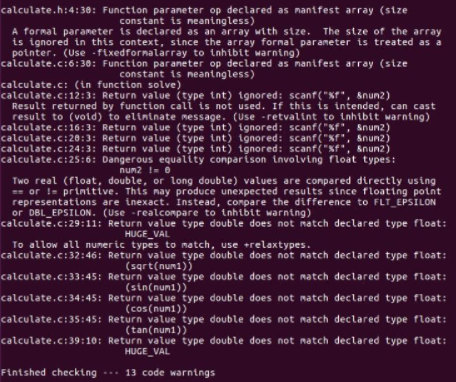 calculate.h:4:30: Function parameter op declared as manifest array (size
constant is meaningless)
A formal parameter is declared as an array with size.  The size of the array
is ignored in this context, since the array formal parameter is treated as a
pointer. (Use -fixedformalarray to inhibit warning)
calculate.c:6:30: Function parameter op declared as manifest array (size
constant is meaningless)
calculate.c: (in function solve)
calculate.c:12:3: Return value (type int) ignored: scanf("%f", &num2)
Result returned by function call is not used. If this is intended, can cast
result to (void) to eliminate message. (Use -retvalint to inhibit warning)
calculate.c:16:3: Return value (type int) ignored: scanf("%f", &num2)
calculate.c:20:3: Return value (type int) ignored: scanf("%f", &num2)
calculate.c:24:3: Return value (type int) ignored: scanf("%f", &num2)
calculate.c:25:6: Dangerous equality comparison involving float types:
num2 != 0
Two real (float, double, or long double) values are compared directly using
== or != primitive. This may produce unexpected results since floating point
representations are inexact. Instead, compare the difference to FLT_EPSILON
or DBL_EPSILON. (Use -realcompare to inhibit warning)
calculate.c:29:11: Return value type double does not match declared type float:
HUGE_VAL
To allow all numeric types to match, use +relaxtypes.
calculate.c:32:46: Return value type double does not match declared type float:
(sqrt(num1))
calculate.c:33:45: Return value type double does not match declared type float:
(sin(num1))
calculate.c:34:45: Return value type double does not match declared type float:
(cos(num1))
calculate.c:35:45: Return value type double does not match declared type float:
(tan(num1))
calculate.c:39:10: Return value type double does not match declared type float:
HUGE_VAL
Finished checking --- 13 code warnings